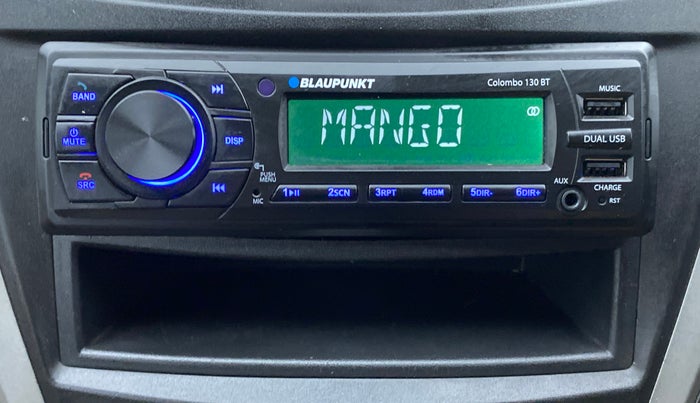 BLAUPUNKT
Colombo 130 BT
MUSIC
BAND
MUTE
DISP
SRC
MANGO
DUAL USB
PUSH
MENU
MIC
1
2SCN
3RPT
4RDM
5DIR-
6DIR+
AUX
CHARGE
RST